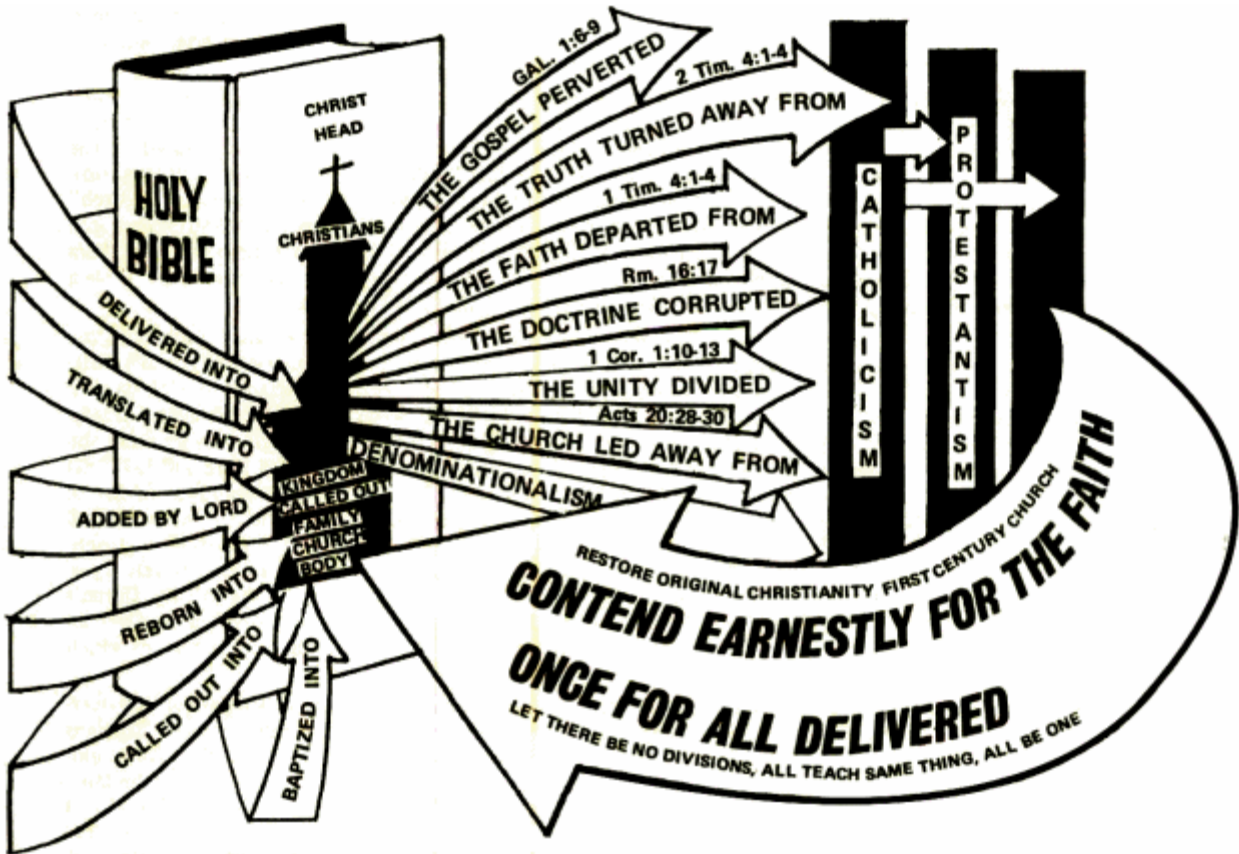 HOLY
BIBLE
CHRIST
HEAD
CHRISTIANS
DELIVERED INTO
TRANSLATED INTO
ADDED BY LORD
REBORN INTO
CALLED OUT INTO
BAPTIZED INTO
KINGDOM
CALLED OUT
FAMILY
CHURCH
BODY
GAL. 1:6-9
THE GOSPEL PERVERTED
2 Tim. 4:1-4
THE TRUTH TURNED AWAY FROM
1 Tim. 4:1-4
THE FAITH DEPARTED FROM
Rm. 16:17
THE DOCTRINE CORRUPTED
1 Cor. 1:10-13
THE UNITY DIVIDED
Acts 20:28-30
THE CHURCH LED AWAY FROM
DENOMINATIONALISM
CATHOLICISM
PROTESTANTISM
RESTORE ORIGINAL CHRISTIANITY FIRST CENTURY CHURCH
CONTEND EARNESTLY FOR THE FAITH
ONCE FOR ALL DELIVERED
LET THERE BE NO DIVISIONS, ALL TEACH SAME THING, ALL BE ONE